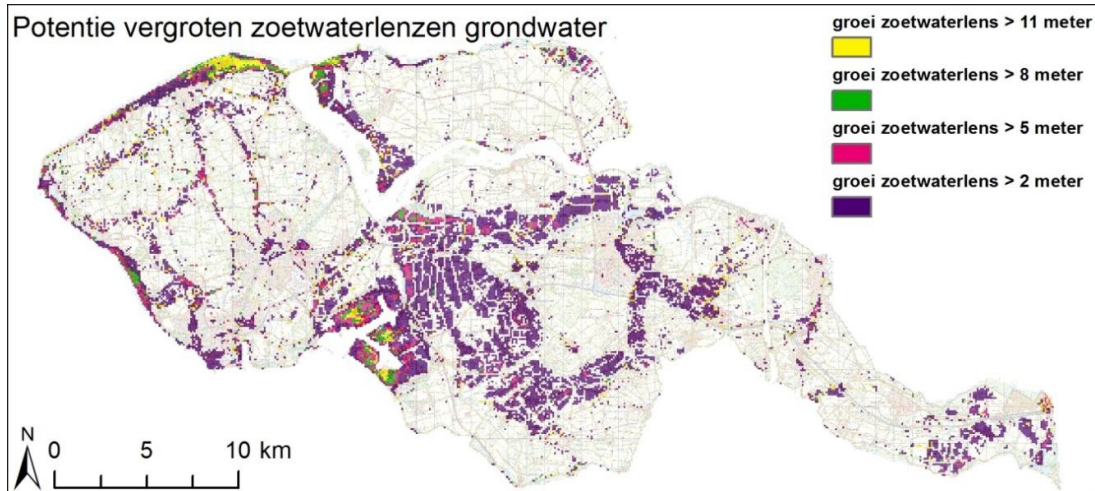 Potentie vergroten zoetwaterlenzen grondwater
groei zoetwaterlens > 11 meter
groei zoetwaterlens > 8 meter
groei zoetwaterlens > 5 meter
groei zoetwaterlens > 2 meter
N
0 5 10 km